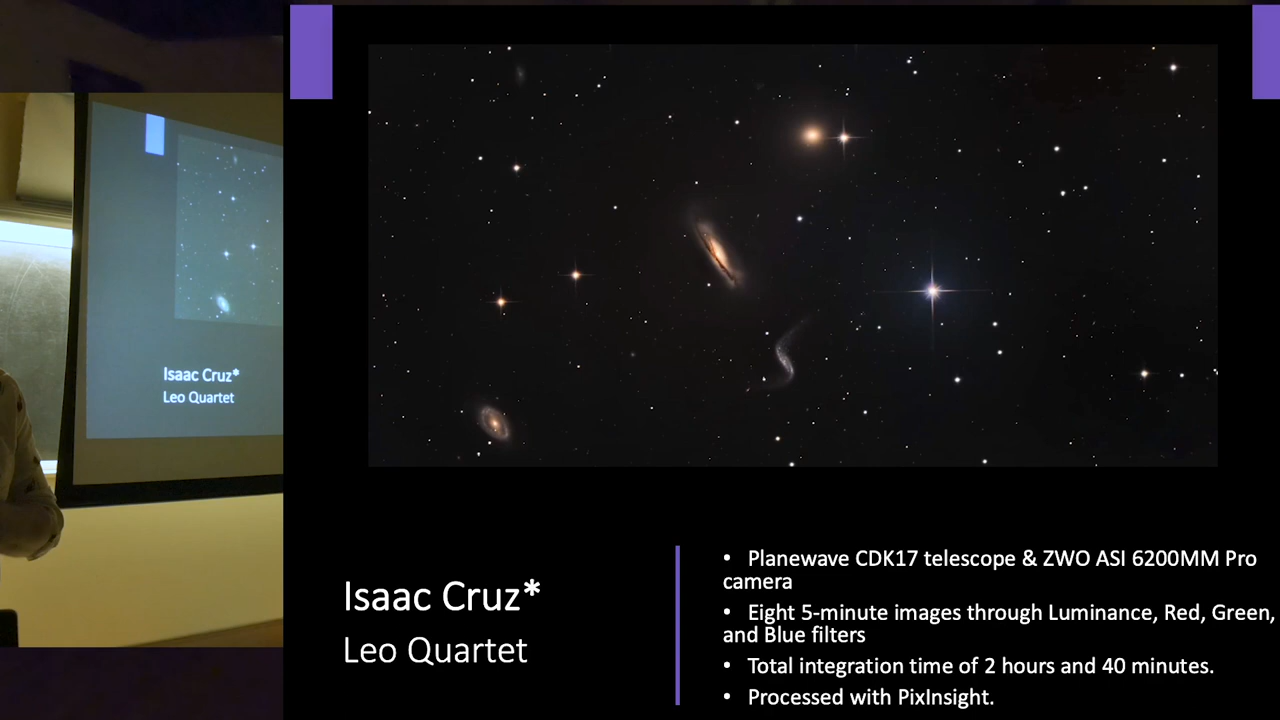 Isaac Cruz*
Leo Quartet
Isaac Cruz*
Leo Quartet
• Planewave CDK17 telescope & ZWO ASI 6200MM Pro
camera
• Eight 5-minute images through Luminance, Red, Green,
and Blue filters
• Total integration time of 2 hours and 40 minutes.
• Processed with PixInsight.